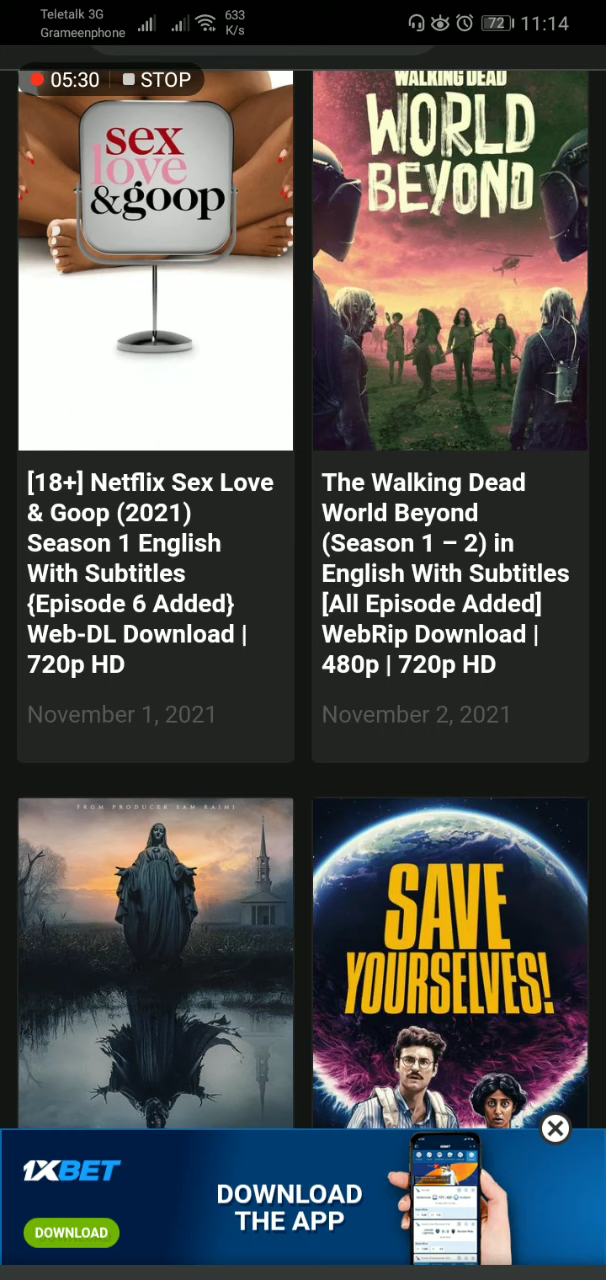 Teletalk 3G
Grameenphone
633
K/s
72
11:14
05:30
STOP
sex
love
&goop
WALKING DEAD
WORLD
BEYOND
[18+] Netflix Sex Love
& Goop (2021)
Season 1 English
With Subtitles
{Episode 6 Added}
Web-DL Download |
720p HD
November 1, 2021
The Walking Dead
World Beyond
(Season 1 – 2) in
English With Subtitles
[All Episode Added]
WebRip Download |
480p | 720p HD
November 2, 2021
FROM PRODUCER SAM RAIMI
SAVE
YOURSELVES!
1XBET
DOWNLOAD
DOWNLOAD
THE APP